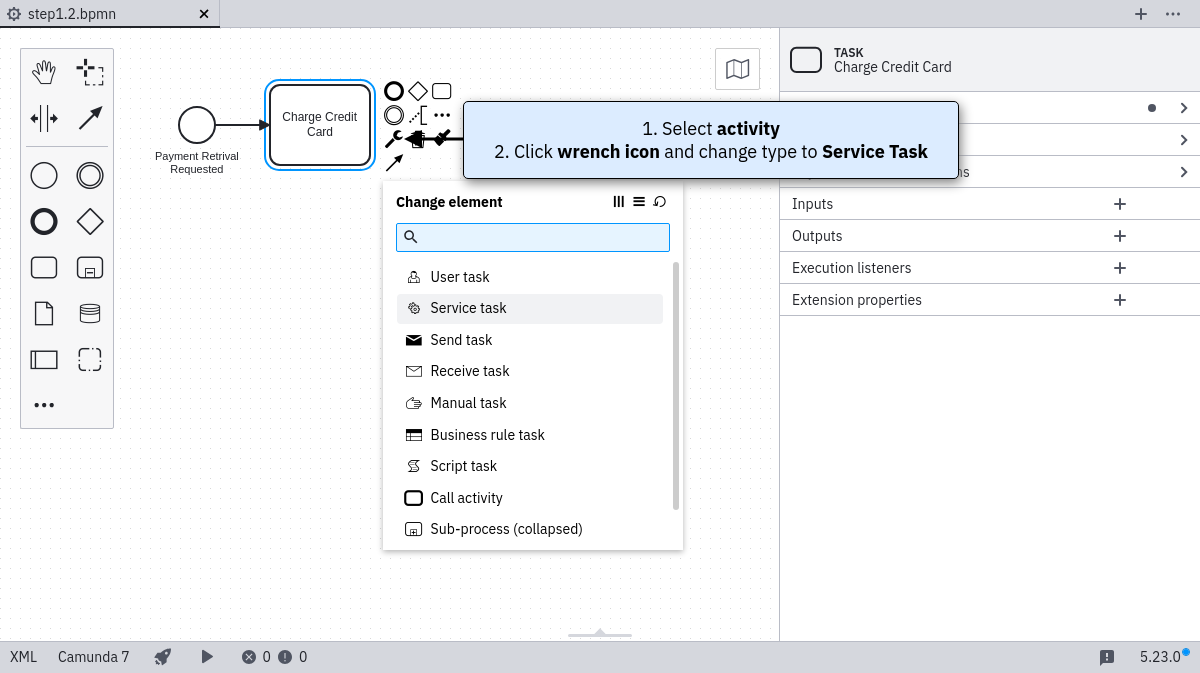 step1.2.bpmn
TASK
Charge Credit Card
Charge Credit
Card
Payment Retrival
Requested
1. Select activity
2. Click wrench icon and change type to Service Task
ns
Inputs
Outputs
Execution listeners
Extension properties
Change element
User task
Service task
Send task
Receive task
Manual task
Business rule task
Script task
Call activity
Sub-process (collapsed)
XML
Camunda 7
0
0
5.23.0